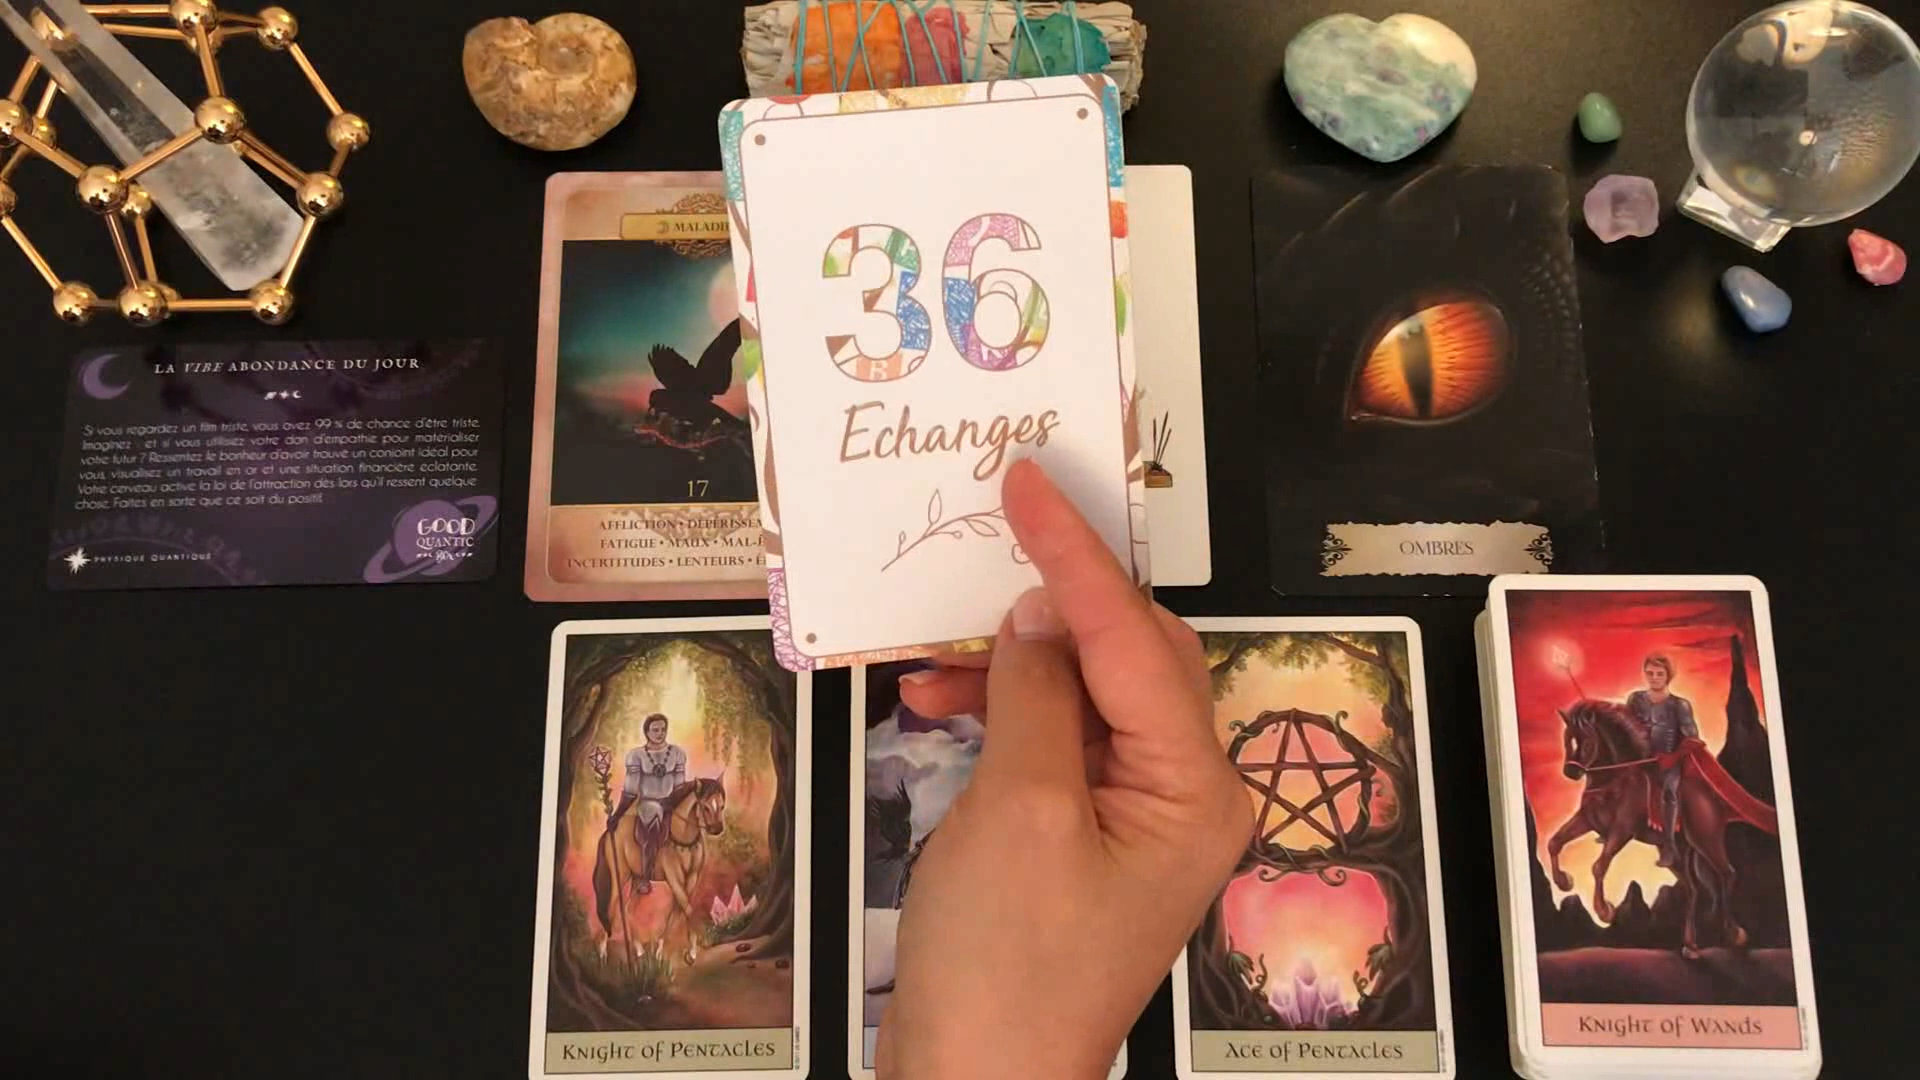 LA VIBE ABONDANCE DU JOUR
Si vous regardez un film triste, vous avez 99 % de chance d'être triste.
Imaginez : et si vous utilisiez votre don d'empathie pour matérialiser
votre futur ? Ressentez le bonheur d'avoir trouvé un conjoint idéal pour
vous, visualisez un travail en or et une situation financière éclatante.
Votre cerveau active la loi de l'attraction dès lors qu'il ressent quelque
chose. Faites en sorte que ce soit du positif.
PHYSIQUE QUANTIQUE
GOOD
QUANTIC
17
AFFLICTION •
FATIGUE • MAUX •
INCERTITUDES • LENTEURS •
36
Echanges
OMBRES
Knight of Pentacles
Ace of Pentacles
Knight of Wands